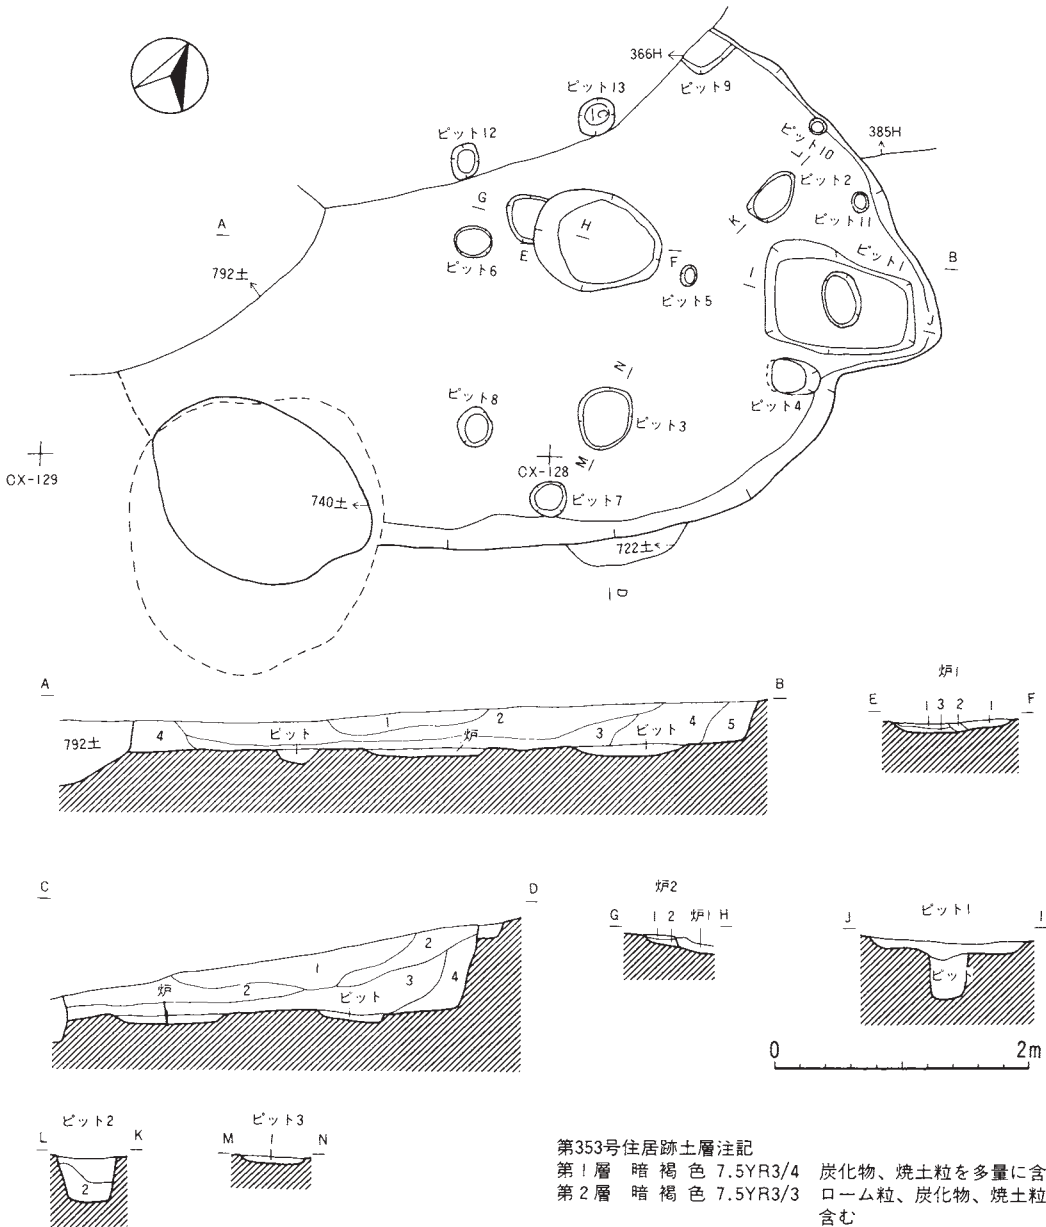 366H
ピット9
ピット13
ピット12
ピット10
385H
L
ピット2
G
K
ピット11
A
H
ピット1
E
F
I
B
792土
ピット6
ピット5
J
N
ピット4
ピット8
ピット3
CX-129
M
CX-128
740土
ピット7
722土
D
A
B
炉1
E
1 3 2 1
F
792土
4
ピット
1
2
炉
3
ピット
4
5
C
D
炉2
G
1 2 炉1
H
J
ピット1
I
1
2
炉
2
ピット
3
4
ピット
0
2m
ピット2
L
K
2
ピット3
M
1
N
第353号住居跡土層注記
第1層 暗褐色 7.5YR3/4 炭化物、焼土粒を多量に含
第2層 暗褐色 7.5YR3/3 ローム粒、炭化物、焼土粒
含む